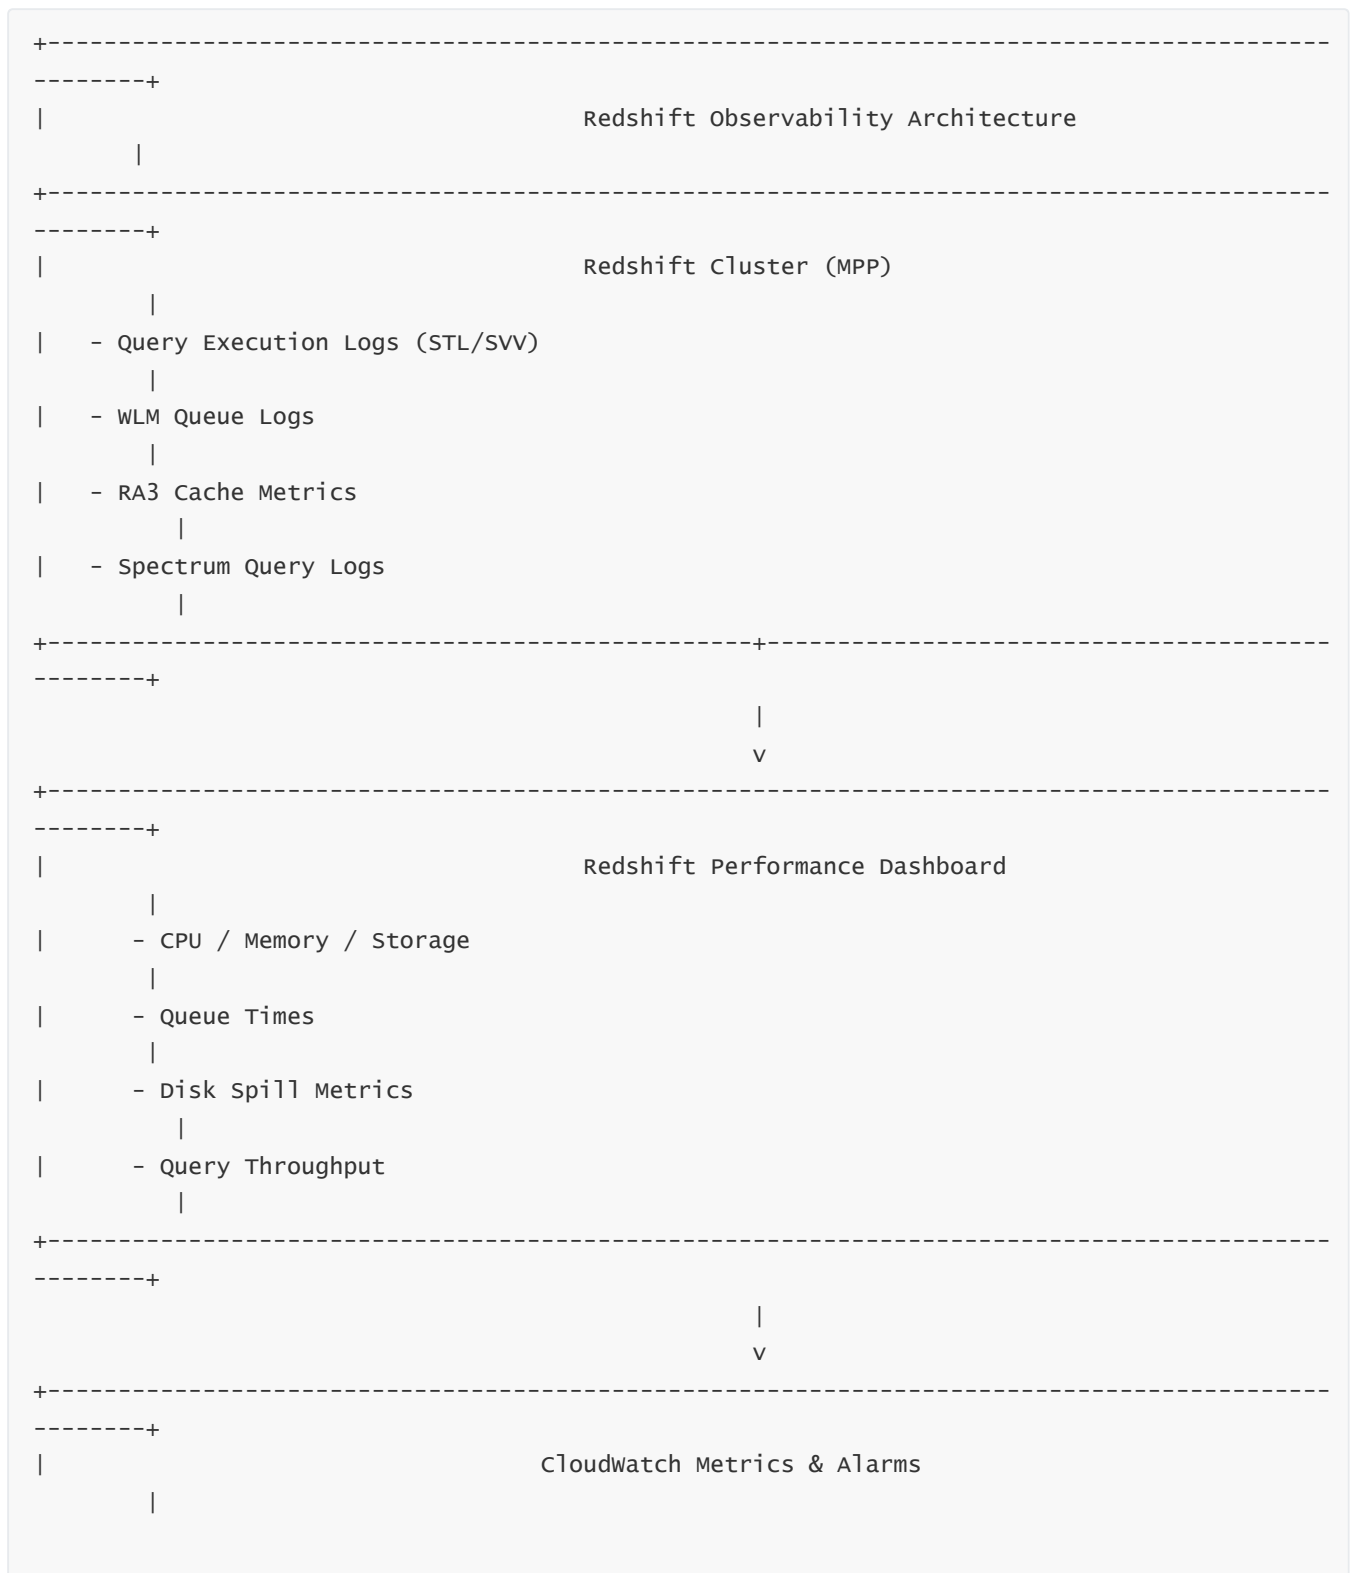 +-------------------------------------------------------------------------------------------
--------+
|                                      Redshift Observability Architecture
       |
+-------------------------------------------------------------------------------------------
--------+
|                                      Redshift Cluster (MPP)
        |
|   - Query Execution Logs (STL/SVV)
        |
|   - WLM Queue Logs
        |
|   - RA3 Cache Metrics
          |
|   - Spectrum Query Logs
          |
+--------------------------------------------------+----------------------------------------
--------+
                                                   |
                                                   v
+-------------------------------------------------------------------------------------------
--------+
|                                      Redshift Performance Dashboard
        |
|      - CPU / Memory / Storage
        |
|      - Queue Times
        |
|      - Disk Spill Metrics
          |
|      - Query Throughput
          |
+-------------------------------------------------------------------------------------------
--------+
                                                   |
                                                   v
+-------------------------------------------------------------------------------------------
--------+
|                                   CloudWatch Metrics & Alarms
        |